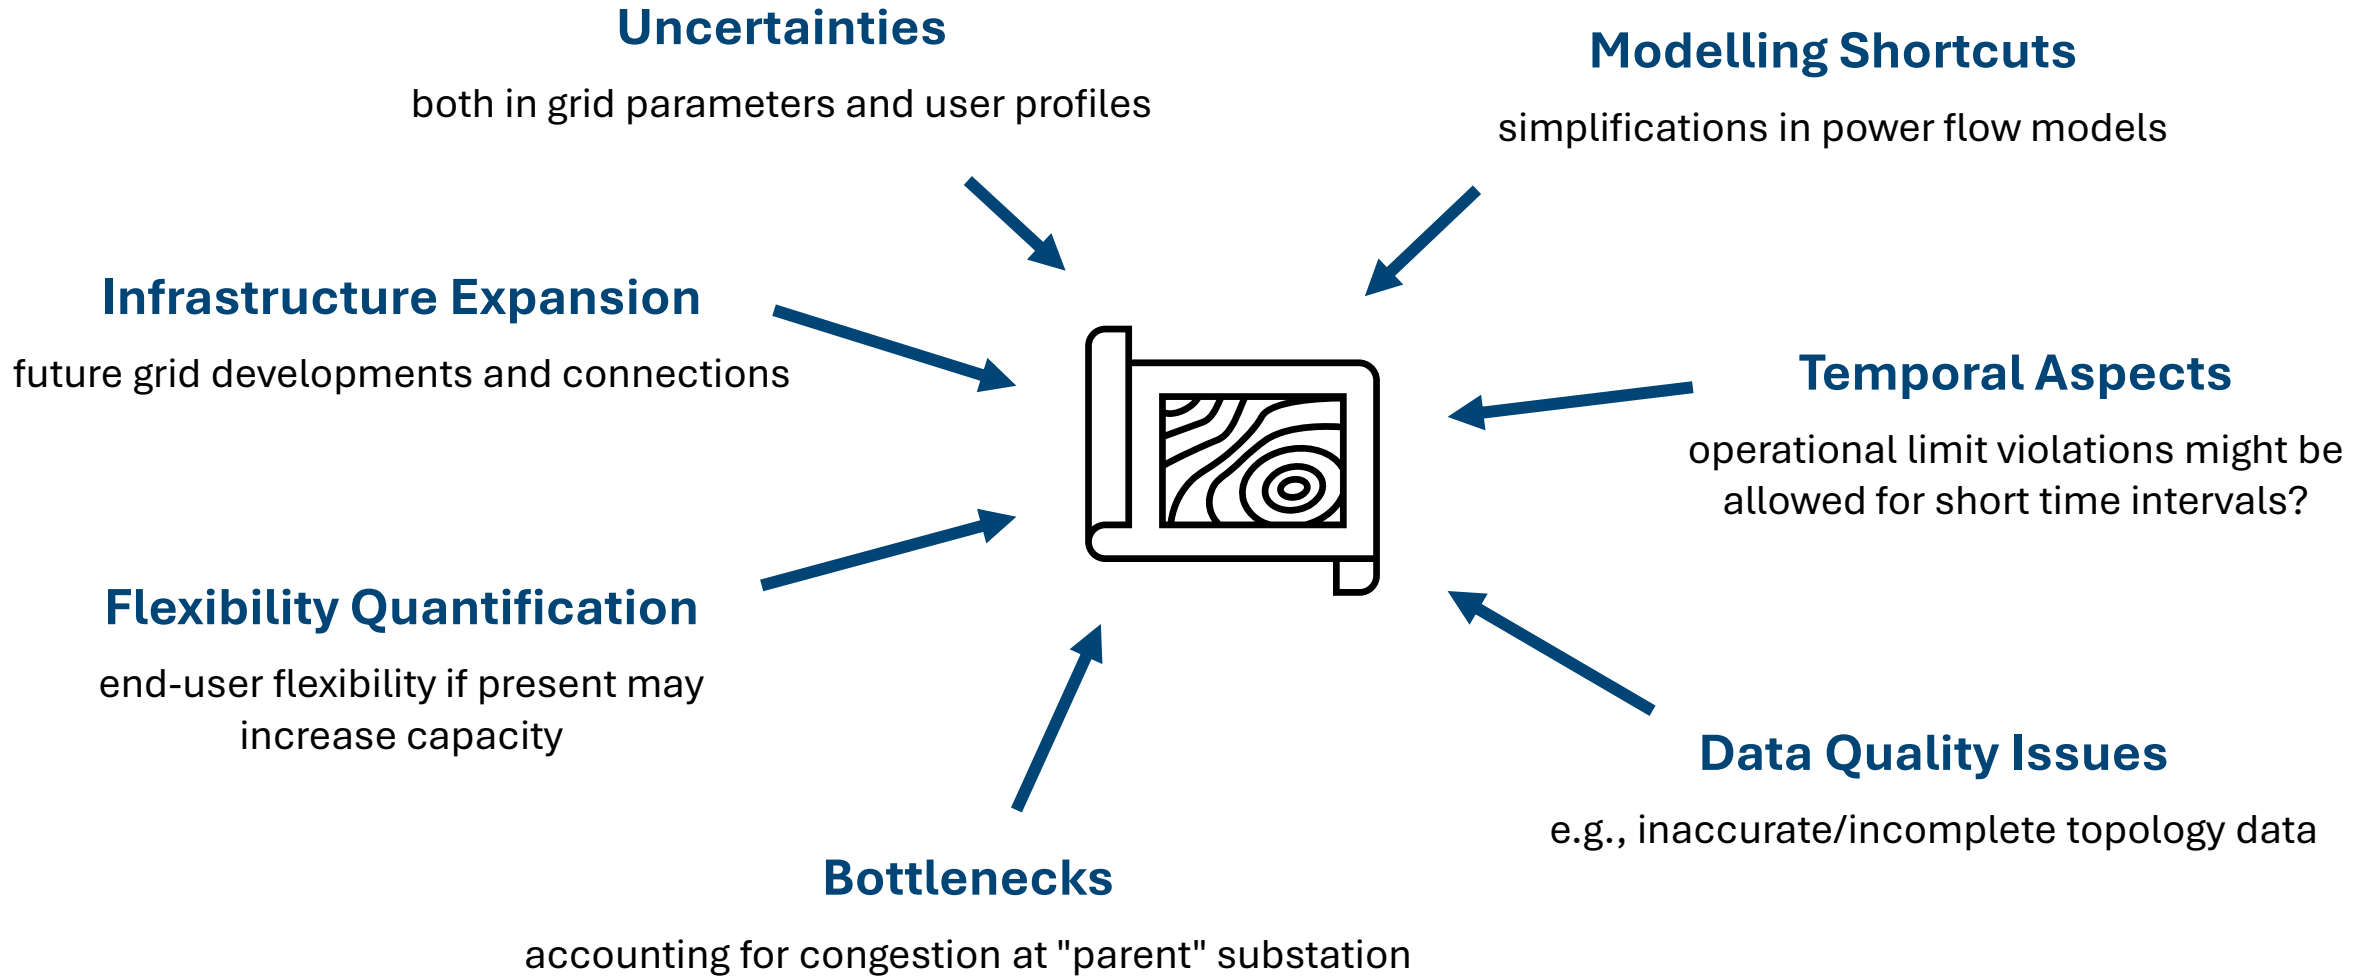 Uncertainties
both in grid parameters and user profiles
Modelling Shortcuts
simplifications in power flow models
Infrastructure Expansion
future grid developments and connections
Temporal Aspects
operational limit violations might be
allowed for short time intervals?
Flexibility Quantification
end-user flexibility if present may
increase capacity
Data Quality Issues
e.g., inaccurate/incomplete topology data
Bottlenecks
accounting for congestion at "parent" substation